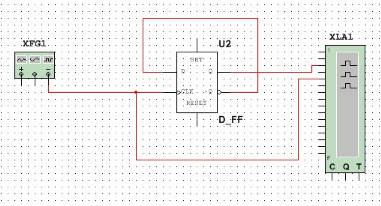 XFG1
U2
XLA1
SET
Q
CLK
~Q
RESET
D_FF
F
C Q T